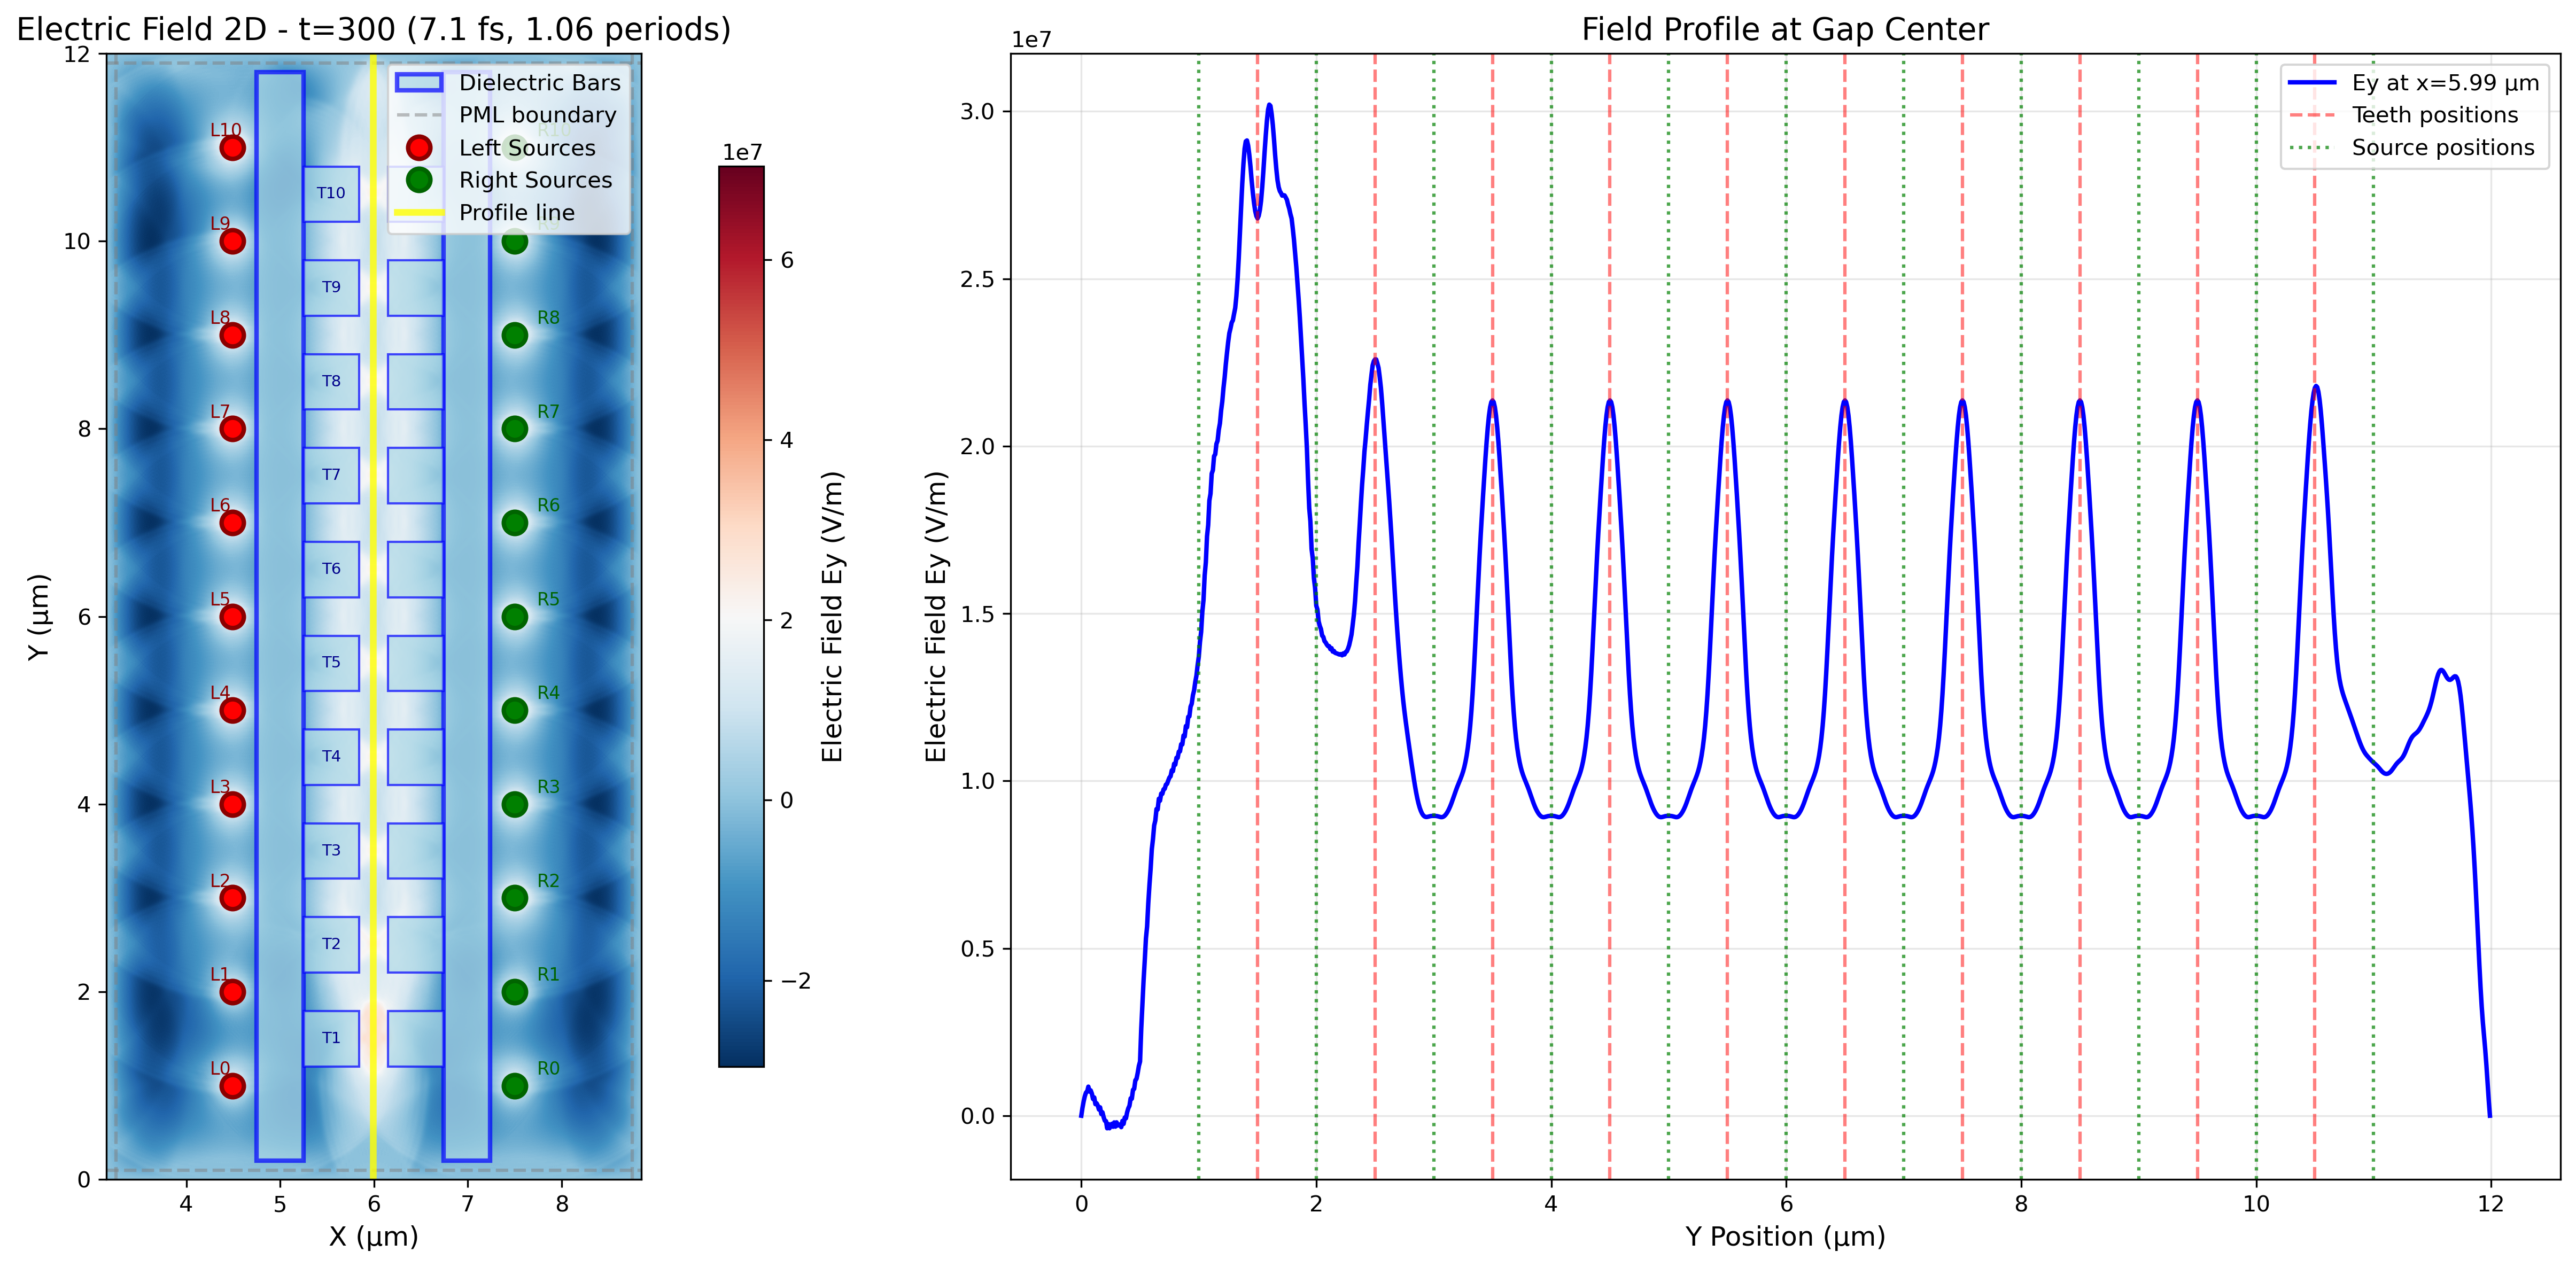 Electric Field 2D - t=300 (7.1 fs, 1.06 periods)
12
10
8
6
4
2
0
Y (μm)
4
5
6
7
8
X (μm)
Dielectric Bars
PML boundary
Left Sources
Right Sources
Profile line
L10
L9
L8
L7
L6
L5
L4
L3
L2
L1
L0
T10
T9
T8
T7
T6
T5
T4
T3
T2
T1
R10
R8
R7
R6
R5
R4
R3
R2
R1
R0
1e7
6
4
2
0
−2
Electric Field Ey (V/m)
Field Profile at Gap Center
1e7
3.0
2.5
2.0
1.5
1.0
0.5
0.0
Electric Field Ey (V/m)
Ey at x=5.99 μm
Teeth positions
Source positions
0
2
4
6
8
10
12
Y Position (μm)